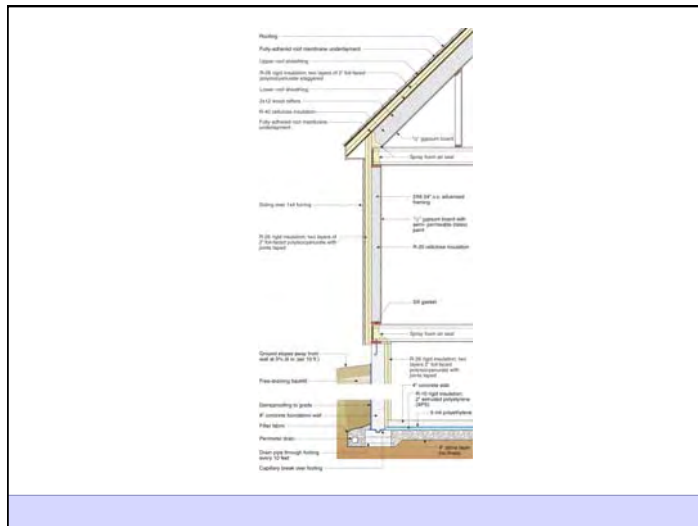 Roofing
Fully-adhered roof membrane underlayment
Upper roof sheathing
R-26 rigid insulation; two layers of 2" foil-faced
polyisocyanurate staggered
Lower roof sheathing
2x12 wood rafters
R-40 cellulose insulation
Fully adhered roof membrane
underlayment
½" gypsum board
Spray foam air seal
Siding over 1x4 furring
2X6 24" o.c. advanced
framing
½" gypsum board with
semi-permeable (latex)
paint
R-26 rigid insulation; two layers of
2" foil-faced polyisocyanurate with
joints taped
R-20 cellulose insulation
Sill gasket
Spray foam air seal
Ground slopes away from
wall at 5% (6 in. per 10 ft.)
R-26 rigid insulation; two
layers 2" foil-faced
polyisocyanurate with
joints taped
Free-draining backfill
4" concrete slab
R-10 rigid insulation;
2" extruded polystyrene
(XPS)
6 mil polyethylene
Dampproofing to grade
8" concrete foundation wall
Filter fabric
Perimeter drain
Drain pipe through footing
every 10 feet
4" stone layer
(no fines)
Capillary break over footing